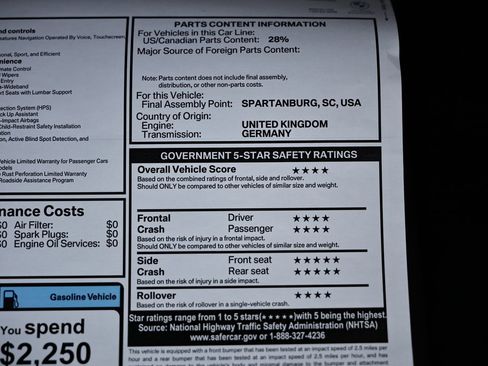 PARTS CONTENT INFORMATION
For Vehicles in this Car Line:
US/Canadian Parts Content: 28%
Major Source of Foreign Parts Content:
Note: Parts content does not include final assembly,
distribution, or other non-parts costs.
For this Vehicle:
Final Assembly Point: SPARTANBURG, SC, USA
Country of Origin:
Engine: UNITED KINGDOM
Transmission: GERMANY
GOVERNMENT 5-STAR SAFETY RATINGS
Overall Vehicle Score ★★★★
Based on the combined ratings of frontal, side and rollover.
Should ONLY be compared to other vehicles of similar size and weight.
Frontal Driver ★★★★
Crash Passenger ★★★★
Based on the risk of injury in a frontal impact.
Should ONLY be compared to other vehicles of similar size and weight.
Side Front seat ★★★★★
Crash Rear seat ★★★★★
Based on the risk of injury in a side impact.
Rollover ★★★★
Based on the risk of rollover in a single-vehicle crash.
Star ratings range from 1 to 5 stars(★★★★★)with 5 being the highest.
Source: National Highway Traffic Safety Administration (NHTSA)
www.safercar.gov or 1-888-327-4236
This vehicle is equipped with a front bumper that has been tested at an impact speed of 2.5 miles
per hour and a rear bumper that has been tested at an impact speed of 2.5 miles per hour, and has
nd controls
eatures Navigation Operated By Voice, Touchscreen,
rsonal, Sport, and Efficient
nience
imate Control
Wipers
Entry
a-Wideband
rt Seats with Lumbar Support
tection System (HPS)
ck Up Assistant
-Impact Airbags
Child-Restraint Safety Installation
tion, Active Blind Spot Detection, and
Vehicle Limited Warranty for Passenger Cars
Models
Rust Perforation Limited Warranty
Roadside Assistance Program
nance Costs
$0 Air Filter: $0
$0 Spark Plugs: $0
$0 Engine Oil Services: $0
Gasoline Vehicle
You spend
$2,250